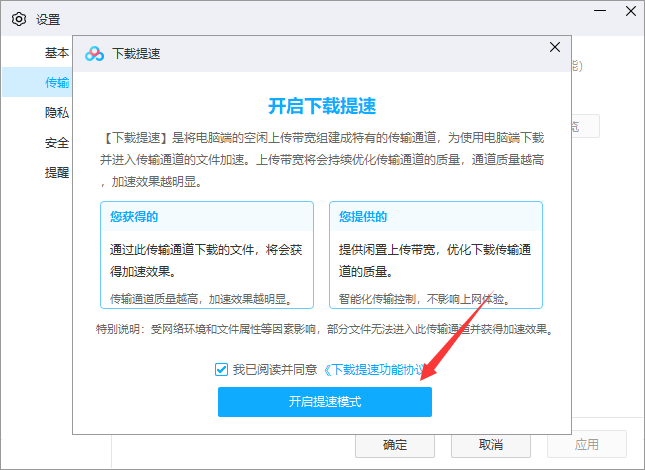 设置
基本
传输
隐私
安全
提醒
能）
览
下载提速
开启下载提速
【下载提速】是将电脑端的空闲上传带宽组建成特有的传输通道，为使用电脑端下载
并进入传输通道的文件加速。上传带宽将会持续优化传输通道的质量，通道质量越高
，加速效果越明显。
您获得的
通过此传输通道下载的文件，将会获
得加速效果。
传输通道质量越高，加速效果越明显。
您提供的
提供闲置上传带宽，优化下载传输通
道的质量。
智能化传输控制，不影响上网体验。
特别说明：受网络环境和文件属性等因素影响，部分文件无法进入此传输通道并获得加速效果。
我已阅读并同意《下载提速功能协议
开启提速模式
确定
取消
应用